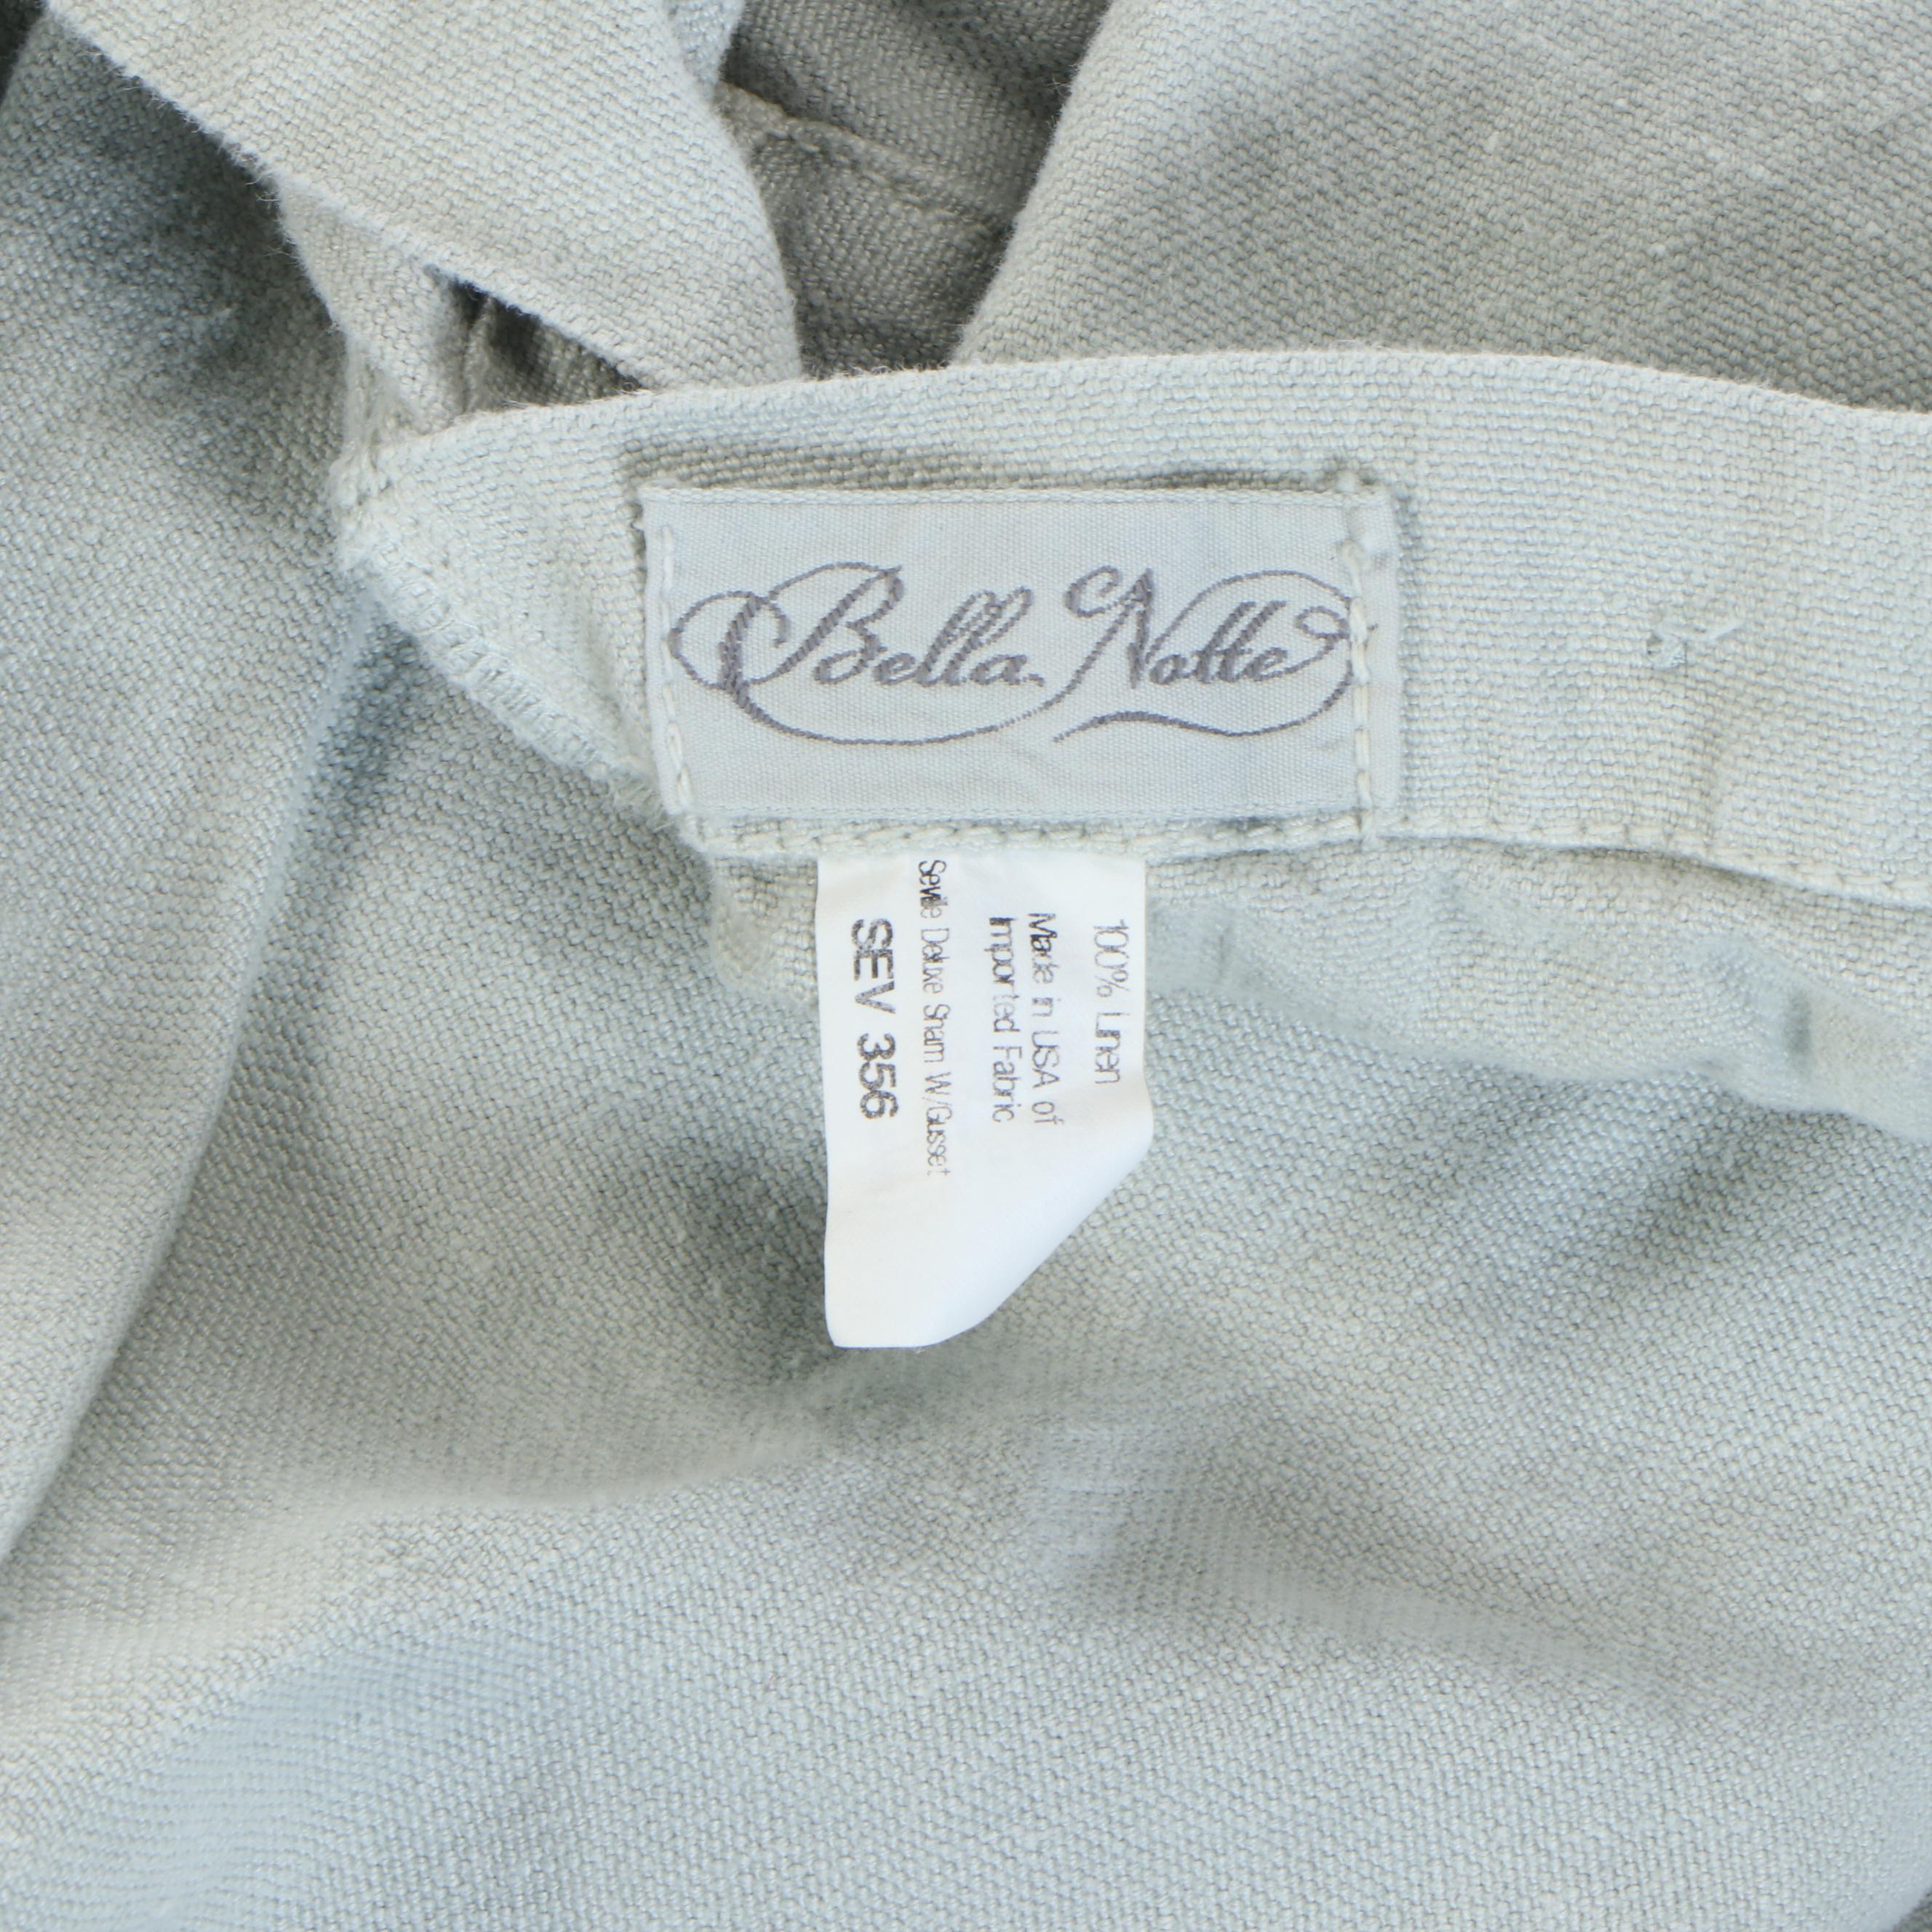 Bella Notte
100% Linen
Made in USA of
Imported Fabric
Seville Deluxe Sham W/Gusset
SEV 356